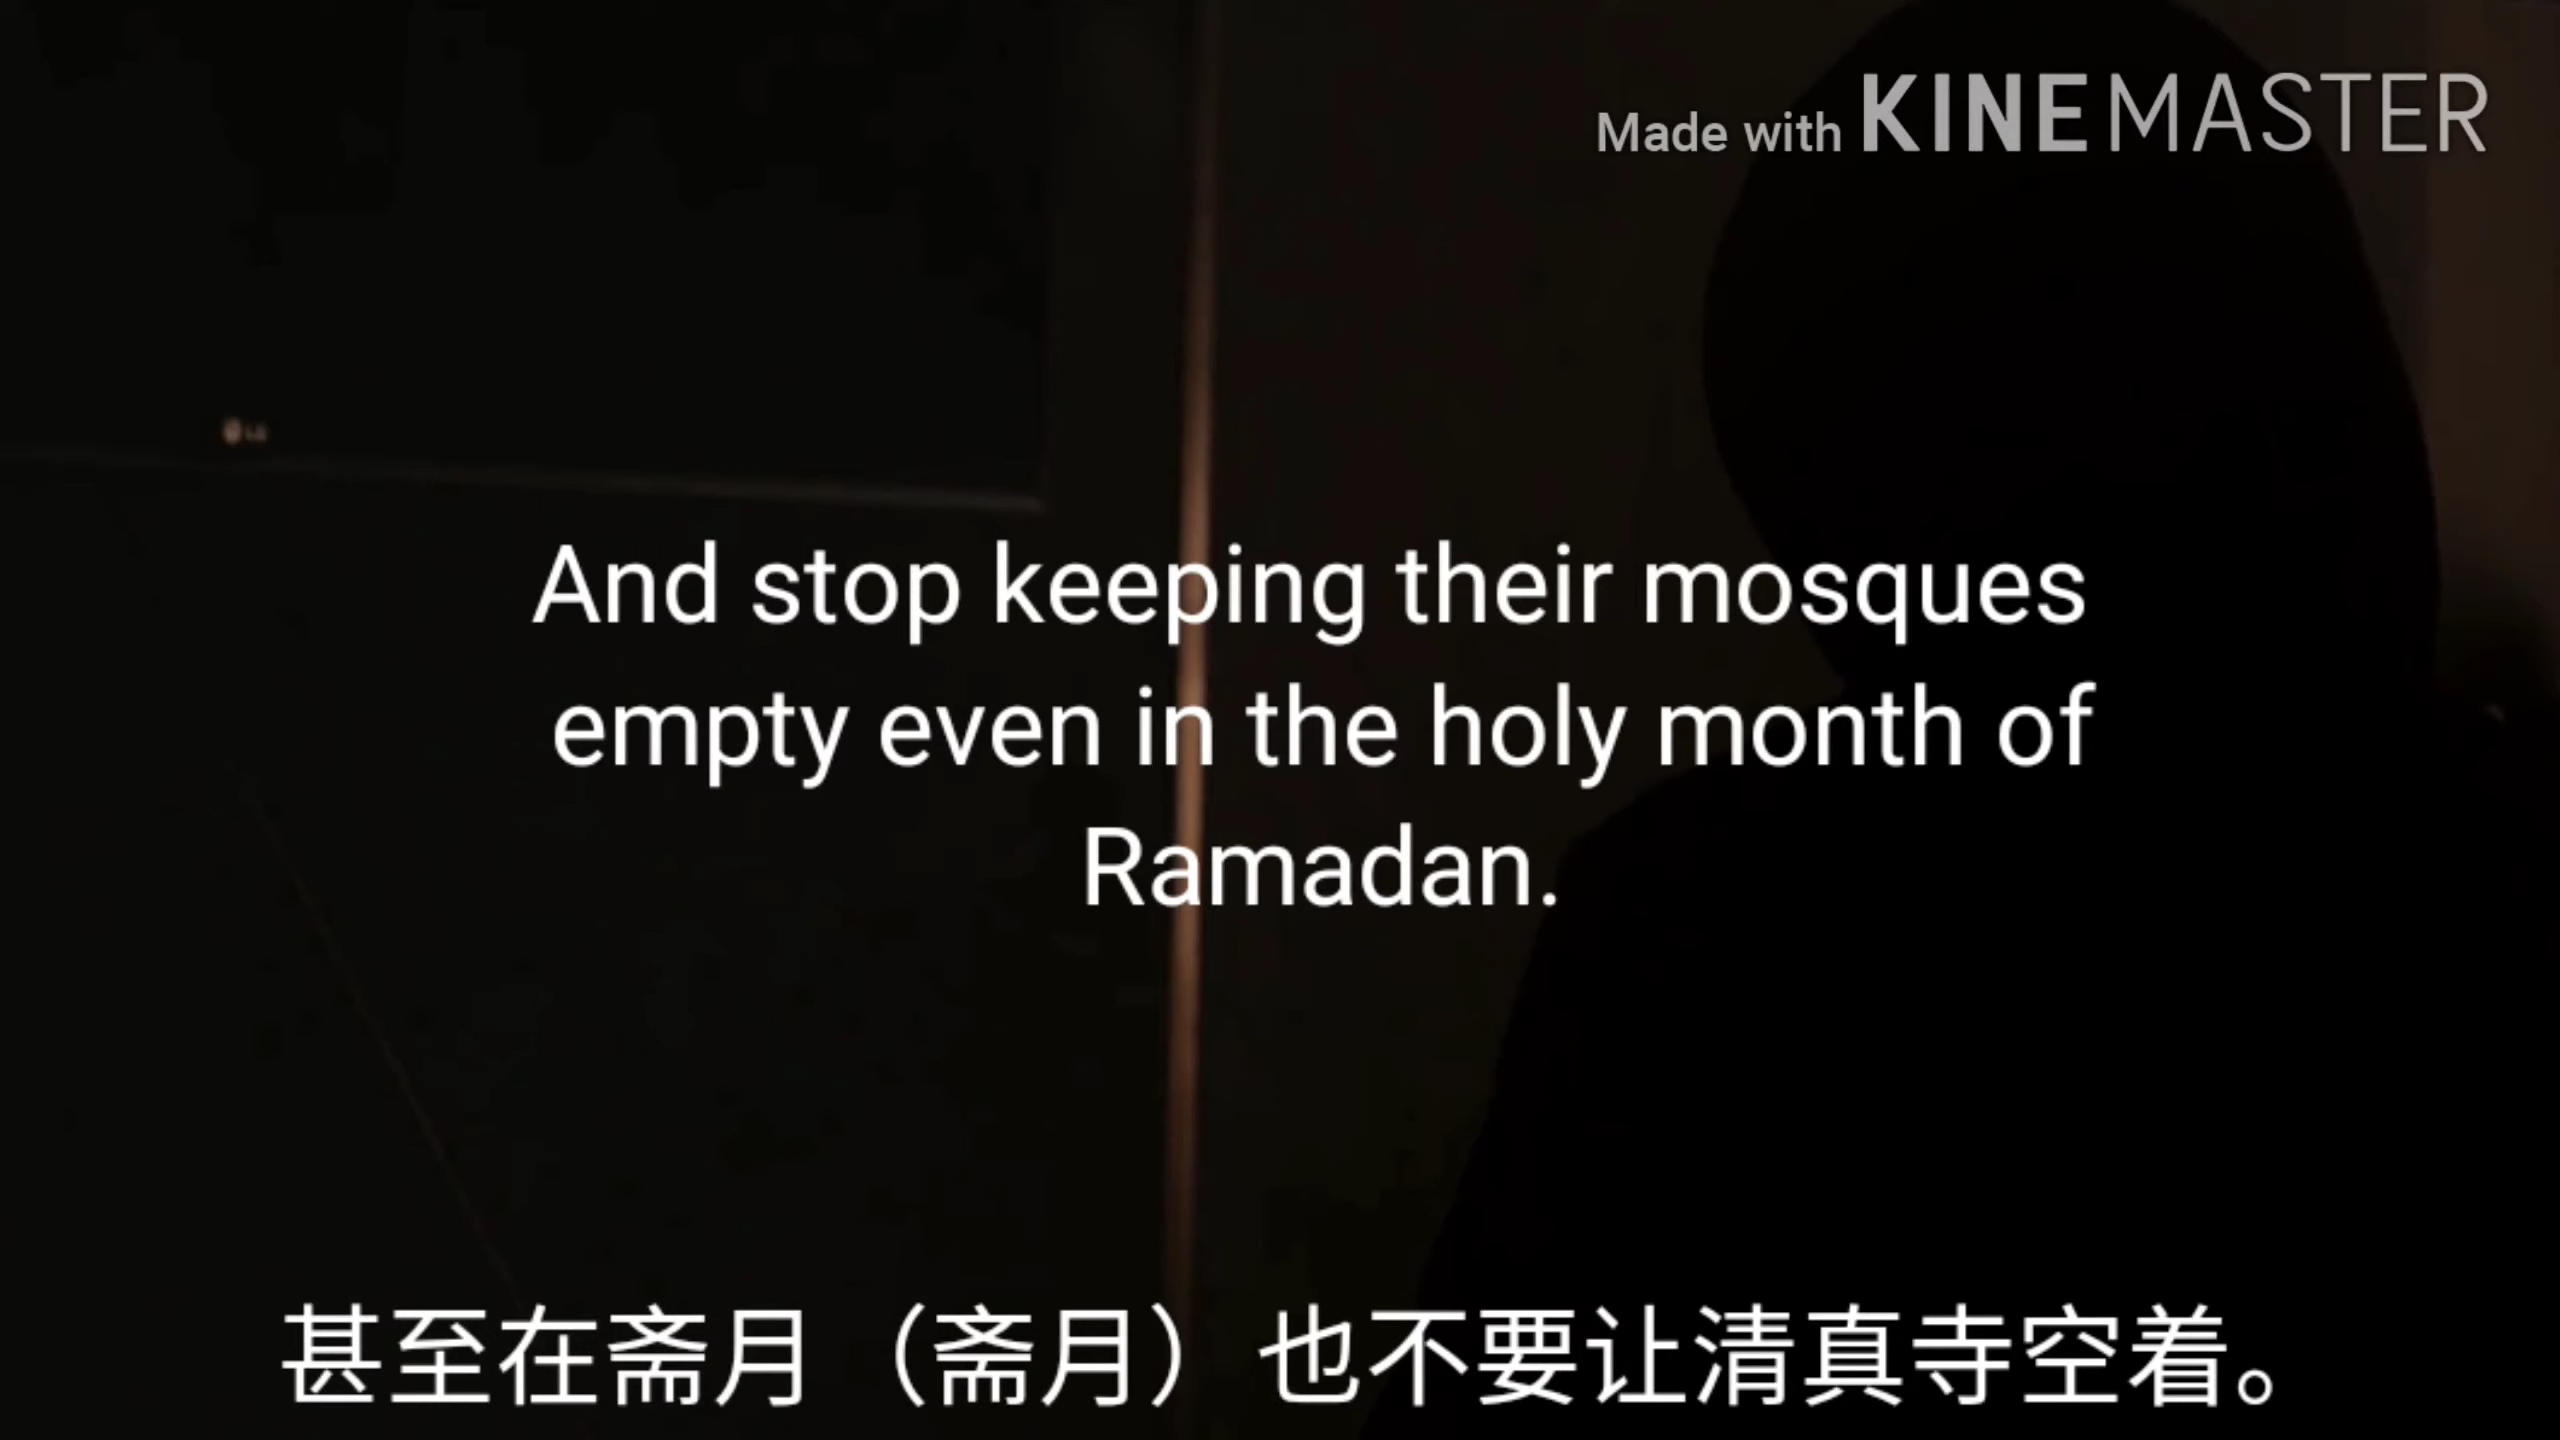 Made with KINEMASTER
LG
And stop keeping their mosques
empty even in the holy month of
Ramadan.
甚至在斋月（斋月）也不要让清真寺空着。